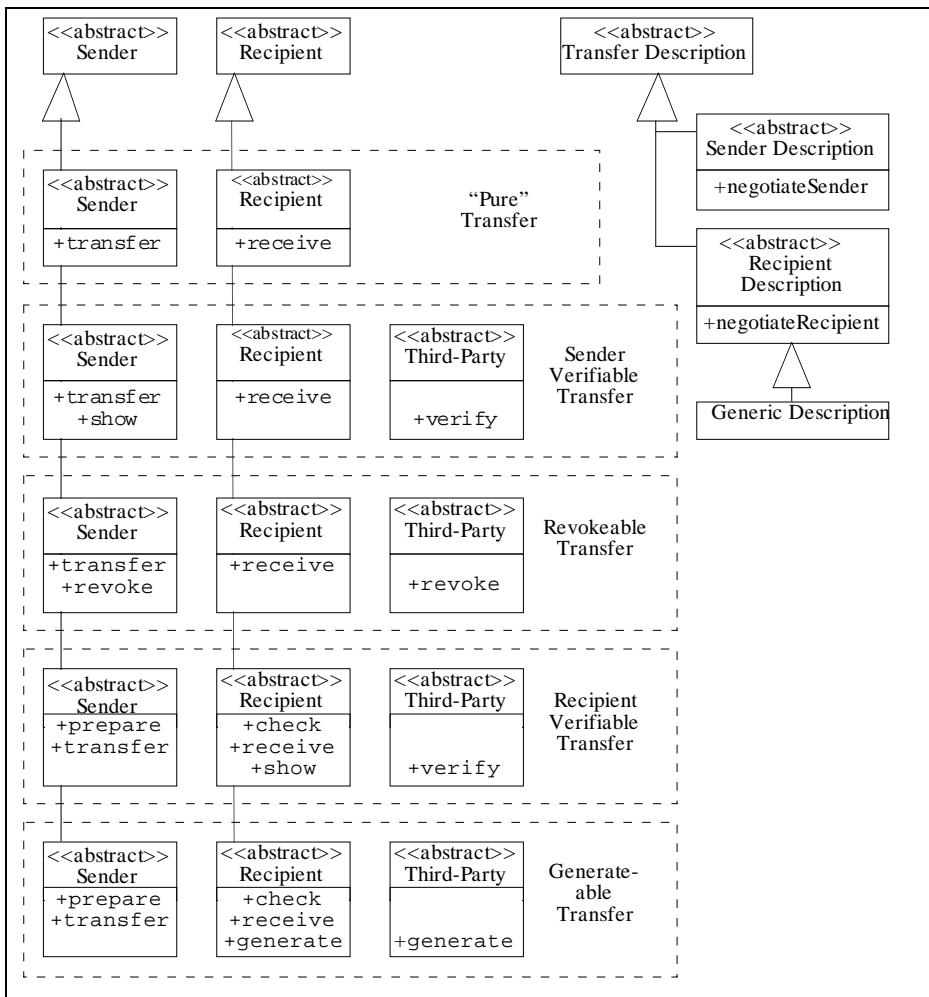 <<abstract>>
Sender
<<abstract>>
Recipient
<<abstract>>
Transfer Description
<<abstract>>
Sender Description
+negotiateSender
<<abstract>>
Recipient
Description
+negotiateRecipient
Generic Description
<<abstract>>
Sender
+transfer
<<abstract>>
Recipient
+receive
“Pure”
Transfer
<<abstract>>
Sender
+transfer
+show
<<abstract>>
Recipient
+receive
<<abstract>>
Third-Party
+verify
Sender
Verifiable
Transfer
<<abstract>>
Sender
+transfer
+revoke
<<abstract>>
Recipient
+receive
<<abstract>>
Third-Party
+revoke
Revokeable
Transfer
<<abstract>>
Sender
+prepare
+transfer
<<abstract>>
Recipient
+check
+receive
+show
<<abstract>>
Third-Party
+verify
Recipient
Verifiable
Transfer
<<abstract>>
Sender
+prepare
+transfer
<<abstract>>
Recipient
+check
+receive
+generate
<<abstract>>
Third-Party
+generate
Generate-
able
Transfer